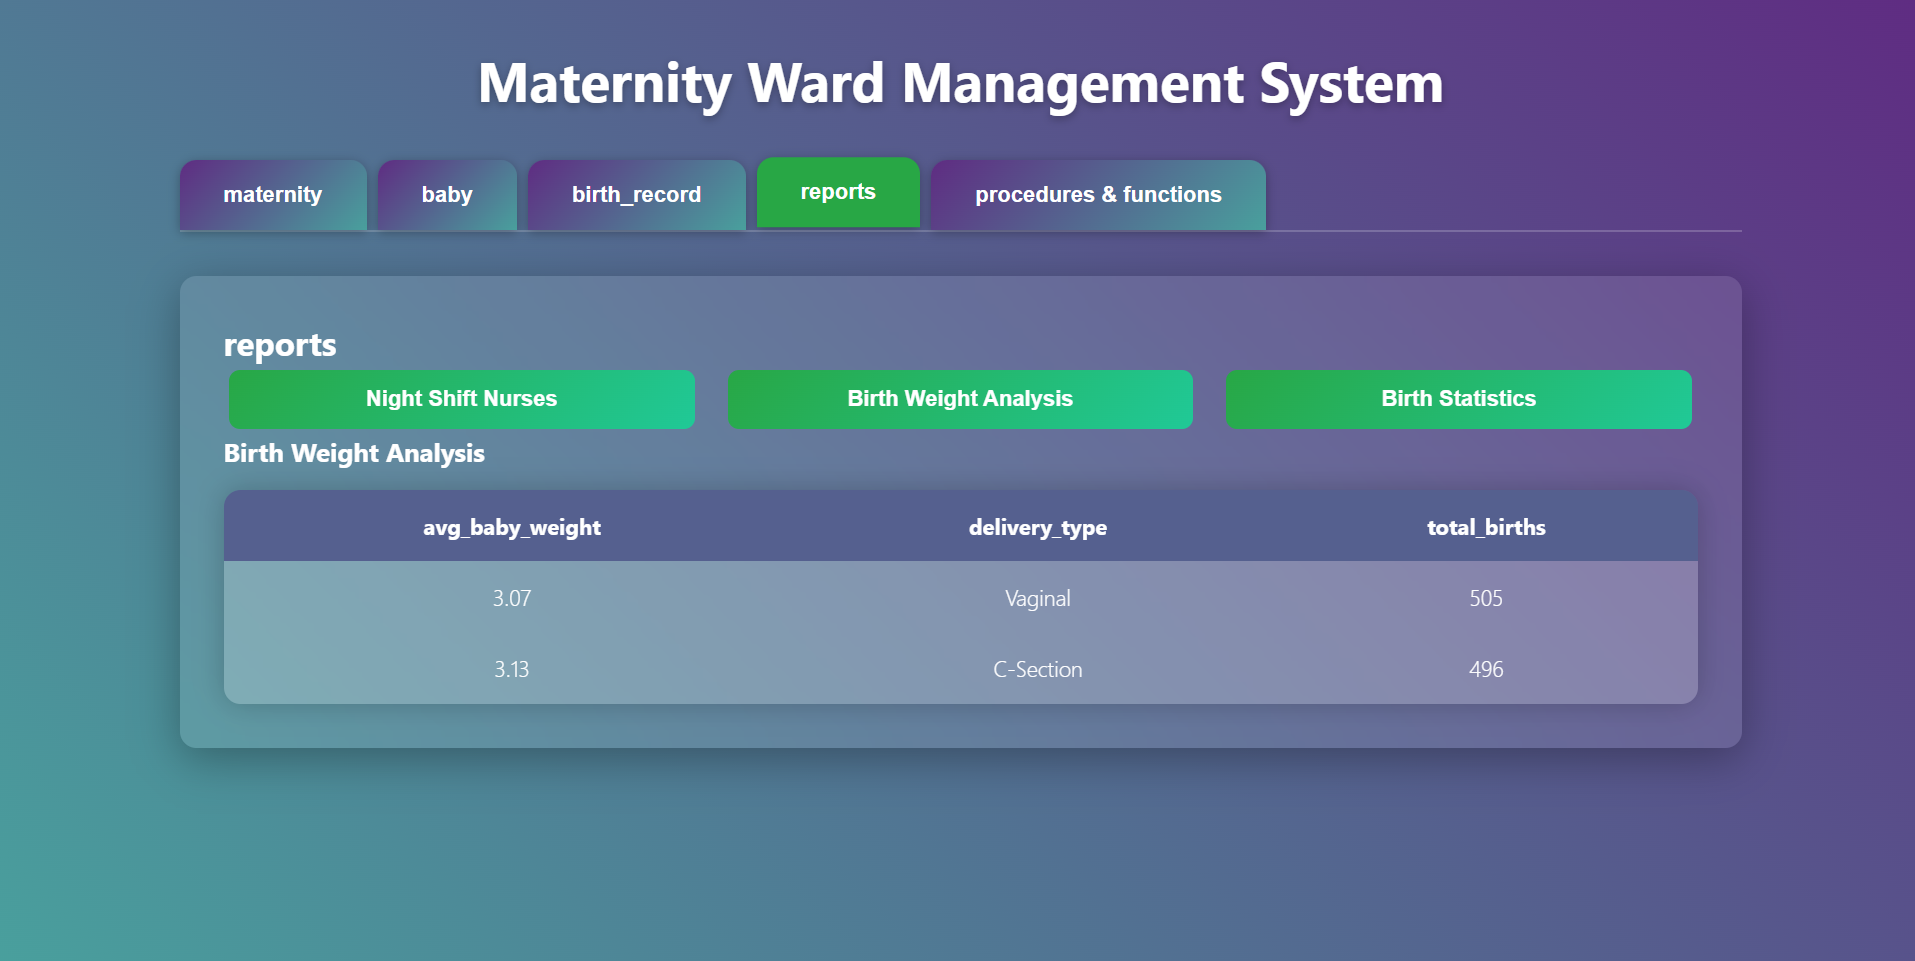 Maternity Ward Management System
maternity baby birth_record reports procedures & functions
reports
Night Shift Nurses Birth Weight Analysis Birth Statistics
Birth Weight Analysis
avg_baby_weight delivery_type total_births
3.07 Vaginal 505
3.13 C-Section 496